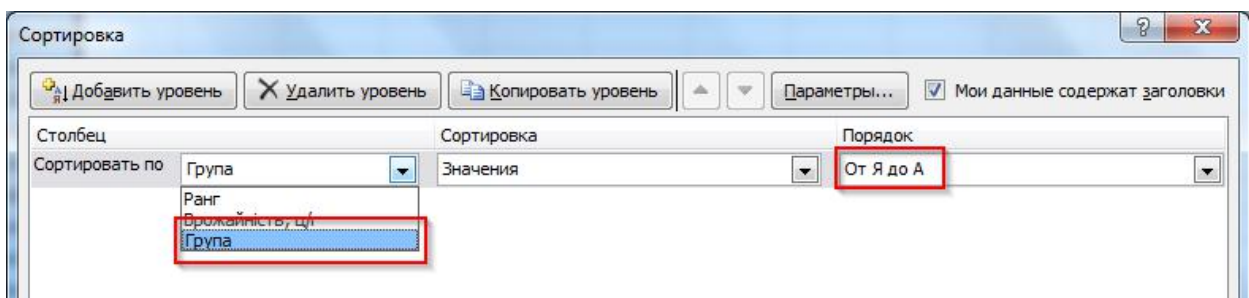 Сортировка
Добавить уровень Удалить уровень Копировать уровень Параметры... Мои данные содержат заголовки
Столбец Сортировка Порядок
Сортировать по Група Значения От Я до А
Ранг
Врожайність, ц/г
Група